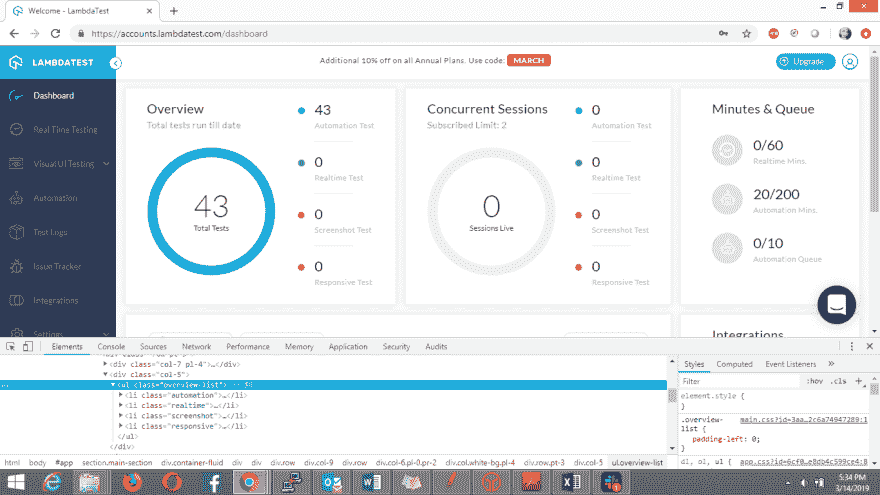 Welcome - LambdaTest
https://accounts.lambdatest.com/dashboard
LAMBDATEST
Additional 10% off on all Annual Plans. Use code: MARCH
Upgrade
Dashboard
Real Time Testing
Visual UI Testing
Automation
Test Logs
Issue Tracker
Integrations
Settings
Overview
Total tests run till date
43
Total Tests
43
Automation Test
0
Realtime Test
0
Screenshot Test
0
Responsive Test
Concurrent Sessions
Subscribed Limit: 2
0
Sessions Live
0
Automation Test
0
Realtime Test
0
Screenshot Test
0
Responsive Test
Minutes & Queue
0/60
Realtime Mins.
20/200
Automation Mins.
0/10
Automation Queue
Integrations
Elements Console Sources Network Performance Memory Application Security Audits
<div class="col-7 pl-4">…</div>
<div class="col-5">
<ul class="overview-list"> == $0
<li class="automation">…</li>
<li class="realtime">…</li>
<li class="screenshot">…</li>
<li class="responsive">…</li>
</ul>
</div>
html body #app section.main-section div.container-fluid div div.row div.col-9 div.row div.col-6.pl-0.pr-2 div.col.white-bg.pl-4 div.row.pt-3 div.col-5 ul.overview-list
Styles Computed Event Listeners »
Filter :hov .cls +
element.style {
}
.overview-list { main.css?id=3aa…2c6a74947289:1
padding-left: 0;
}
dl, ol, ul { app.css?id=6cf0…e8db4c599ce4:8
5:34 PM
3/14/2019